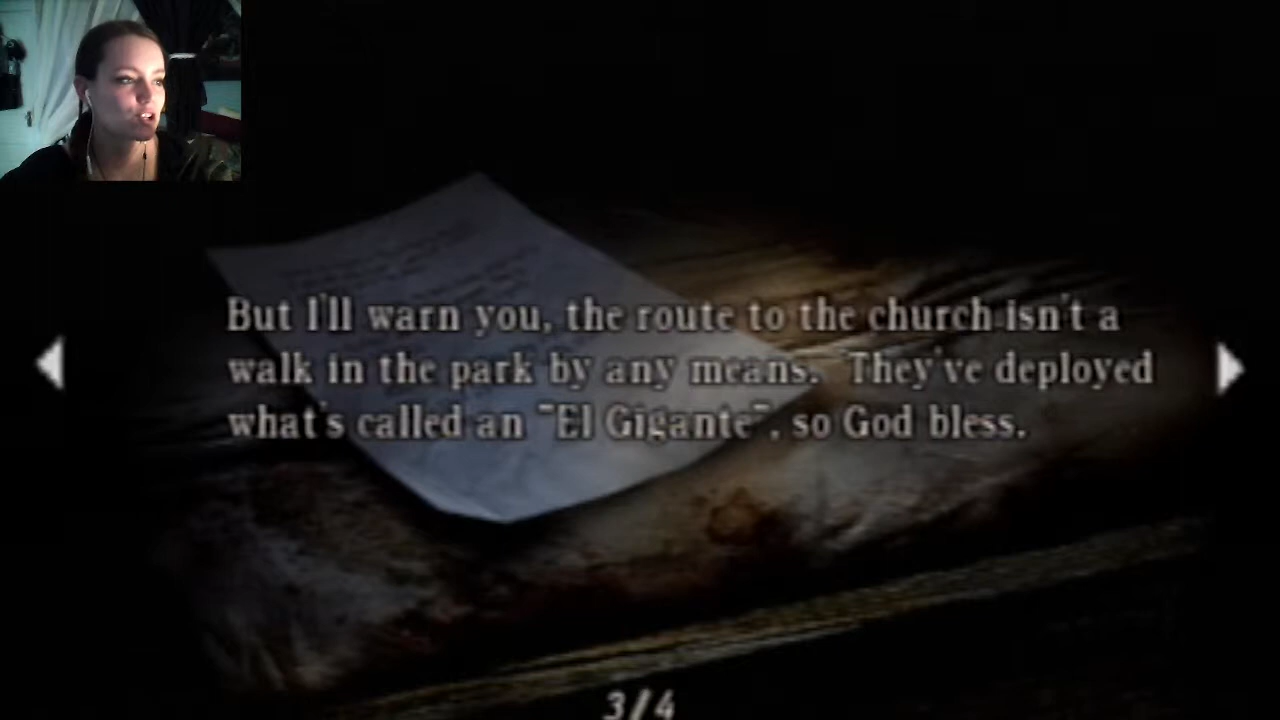 But I'll warn you, the route to the church isn't a
walk in the park by any means. They've deployed
what's called an "El Gigante", so God bless.
3/4